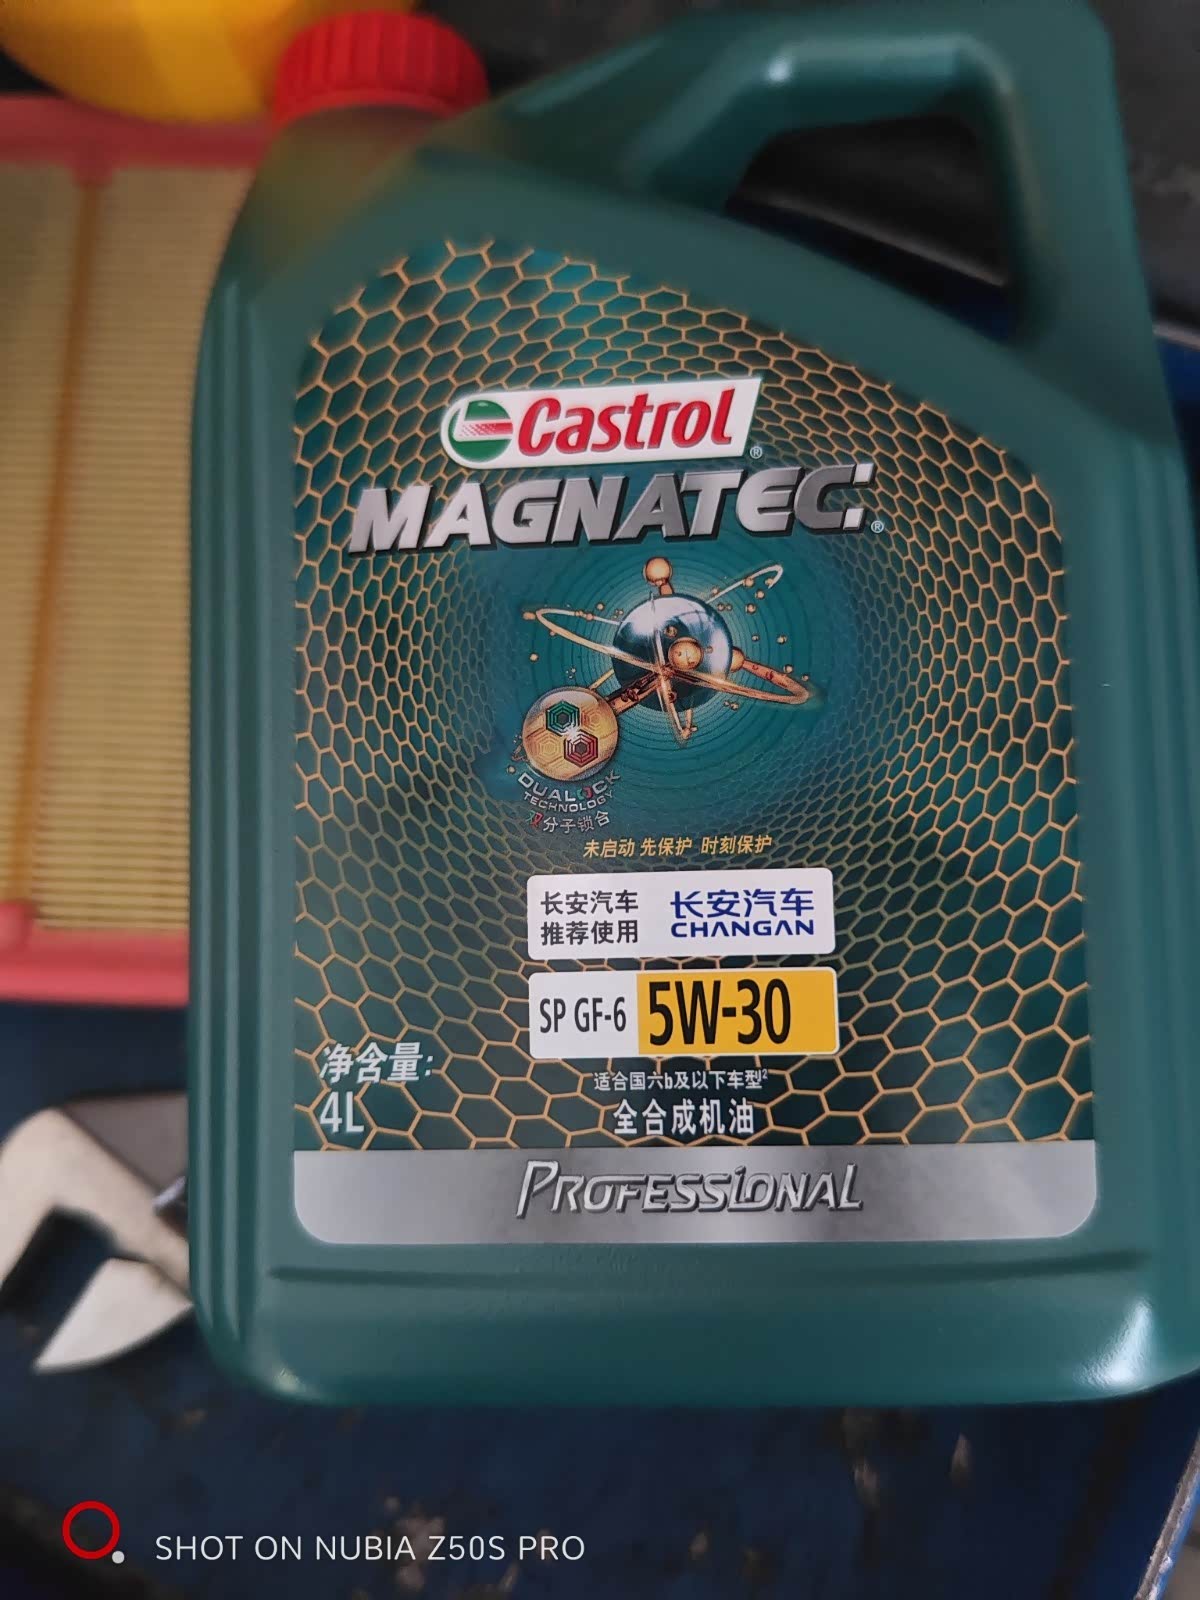 Castrol®
MAGNATEC®
DUALOCK
TECHNOLOGY
双分子锁合
未启动 先保护 时刻保护
长安汽车
推荐使用
长安汽车
CHANGAN
SP GF-6 5W-30
净含量:
4L
适合国六b及以下车型²
全合成机油
PROFESSIONAL
SHOT ON NUBIA Z50S PRO